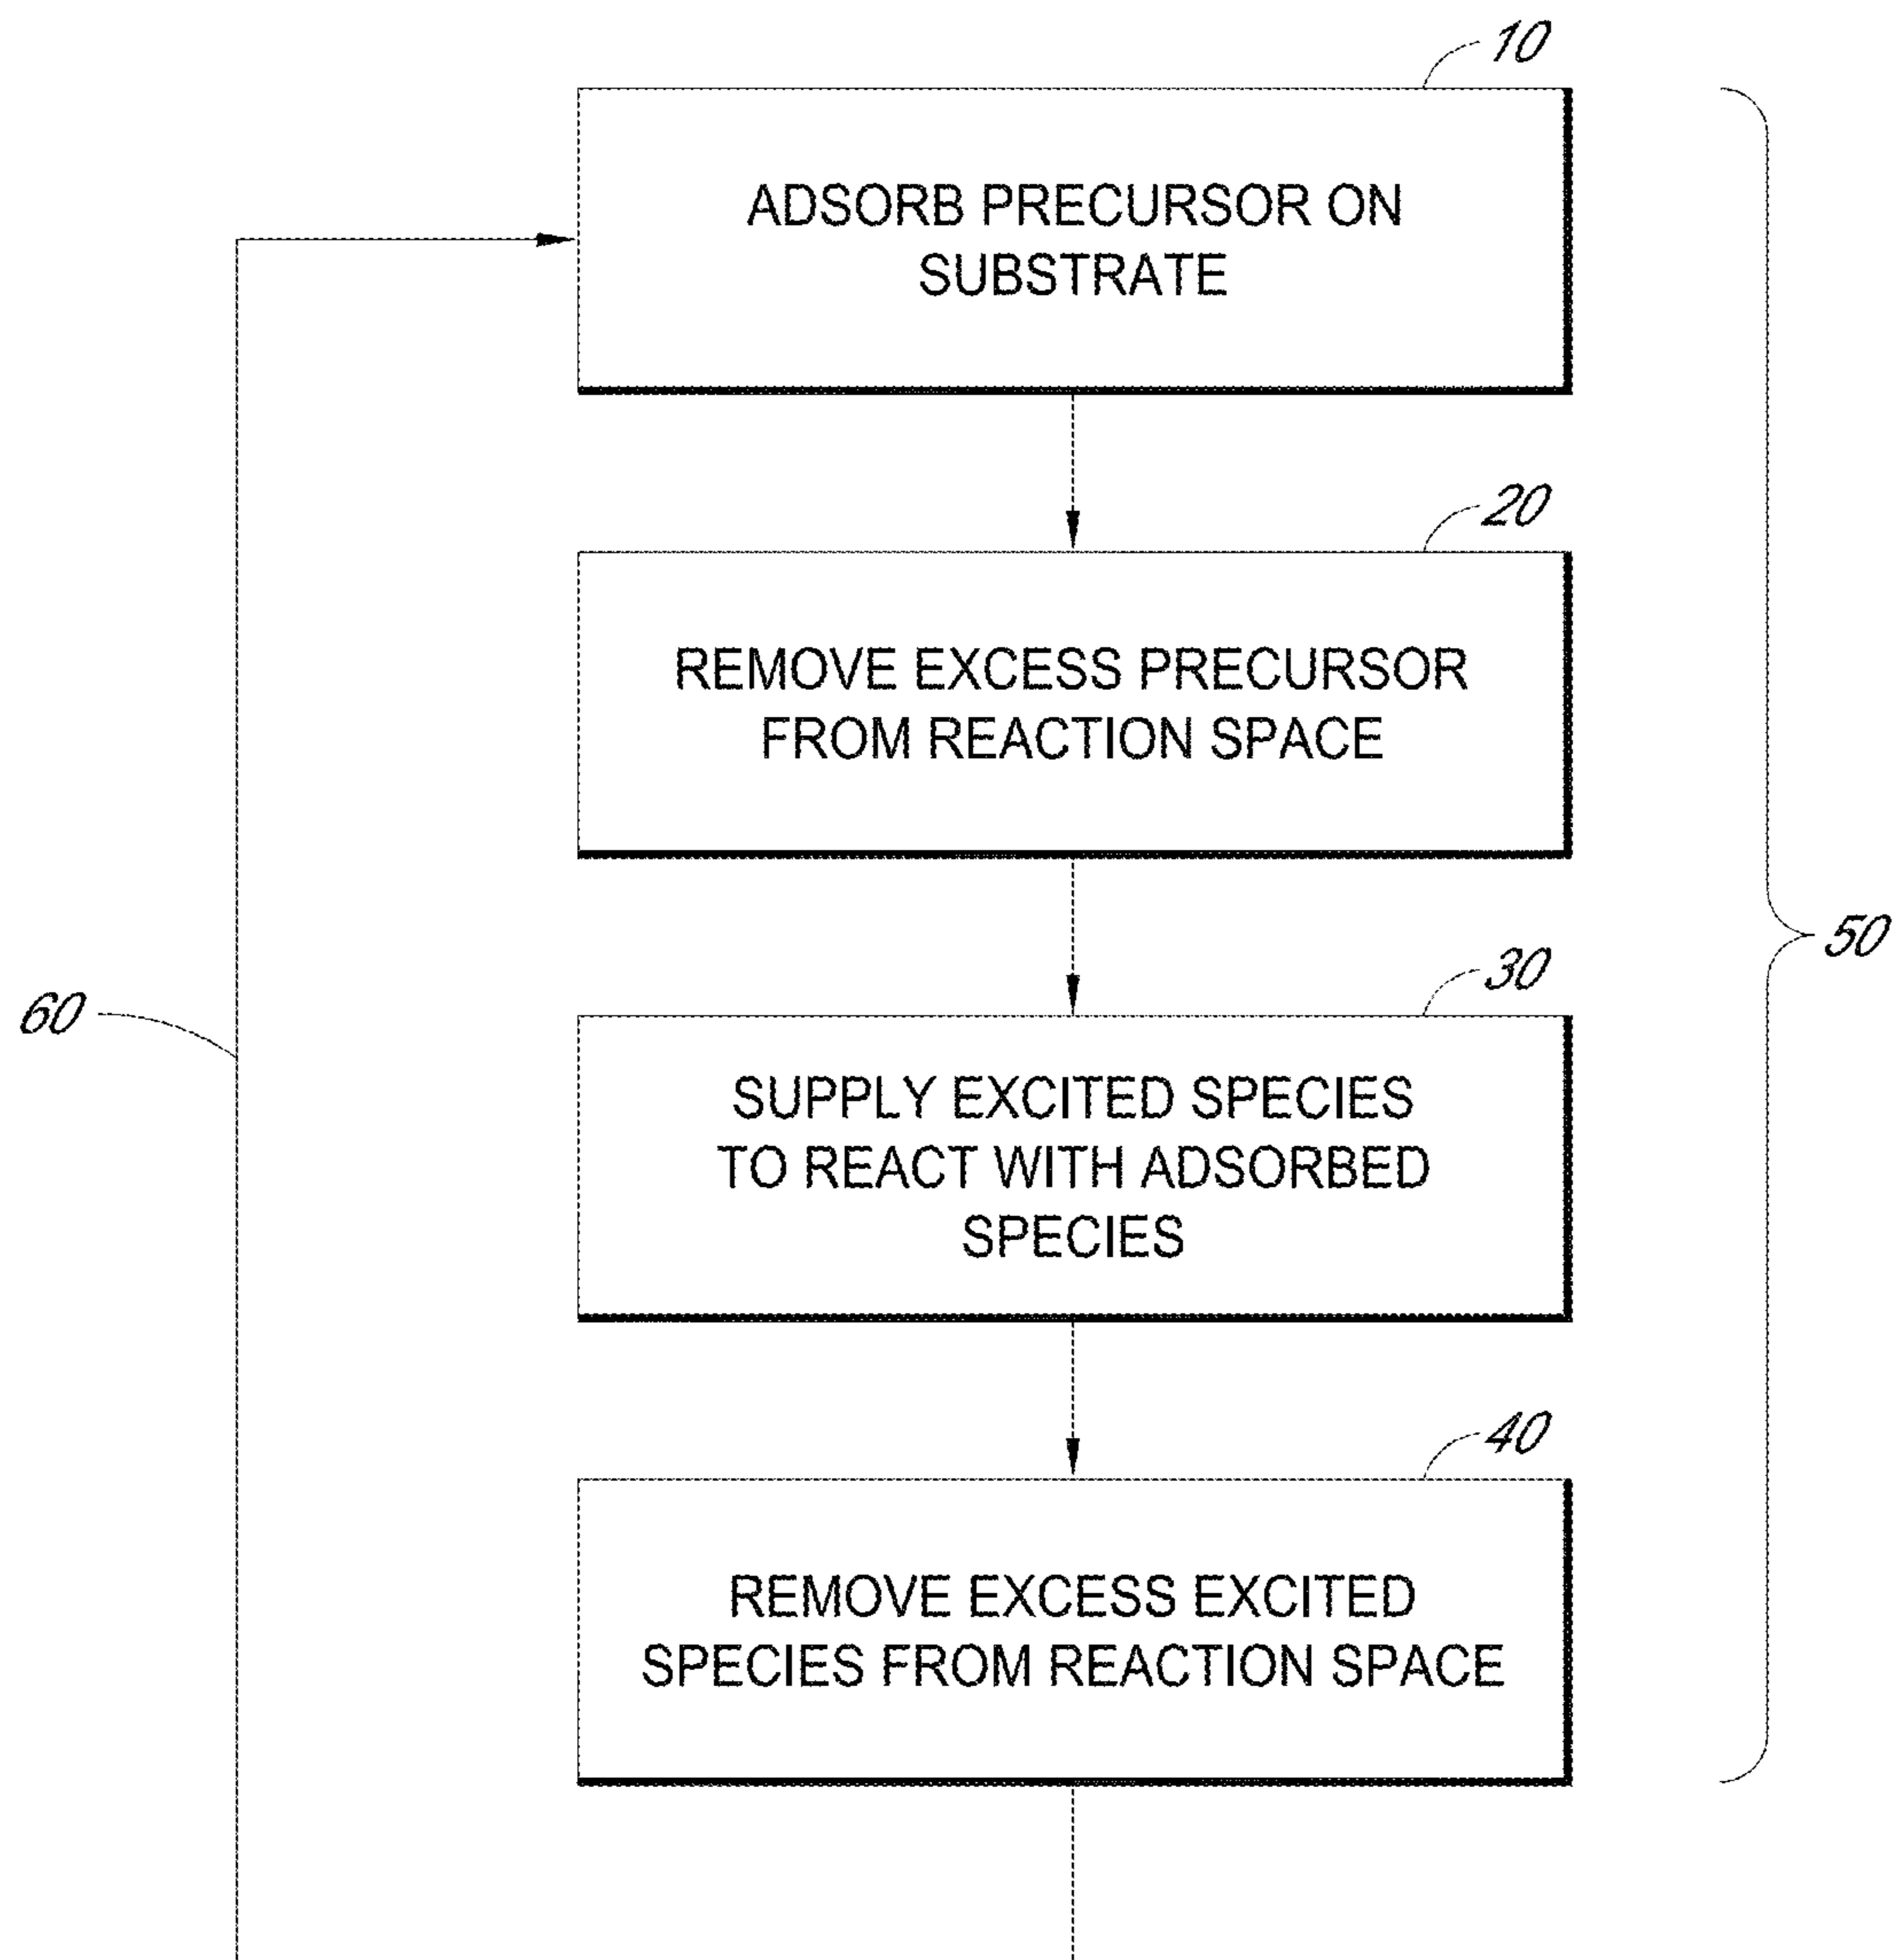 10
ADSORB PRECURSOR ON
SUBSTRATE
20
REMOVE EXCESS PRECURSOR
FROM REACTION SPACE
50
30
60
SUPPLY EXCITED SPECIES
TO REACT WITH ADSORBED
SPECIES
40
REMOVE EXCESS EXCITED
SPECIES FROM REACTION SPACE